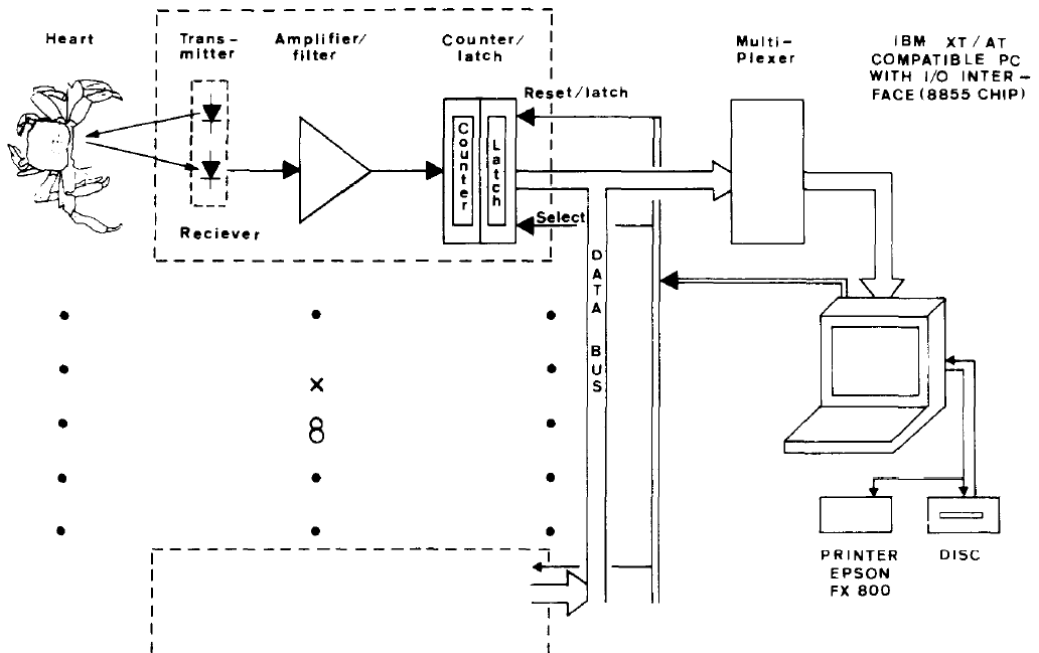 Heart
Trans-
mitter
Amplifier/
filter
Counter/
latch
Multi-
Plexer
IBM XT/AT
COMPATIBLE PC
WITH I/O INTER-
FACE (8855 CHIP)
Reset/latch
Counter
Latch
Select
Reciever
DATA BUS
X
8
PRINTER
EPSON
FX 800
DISC